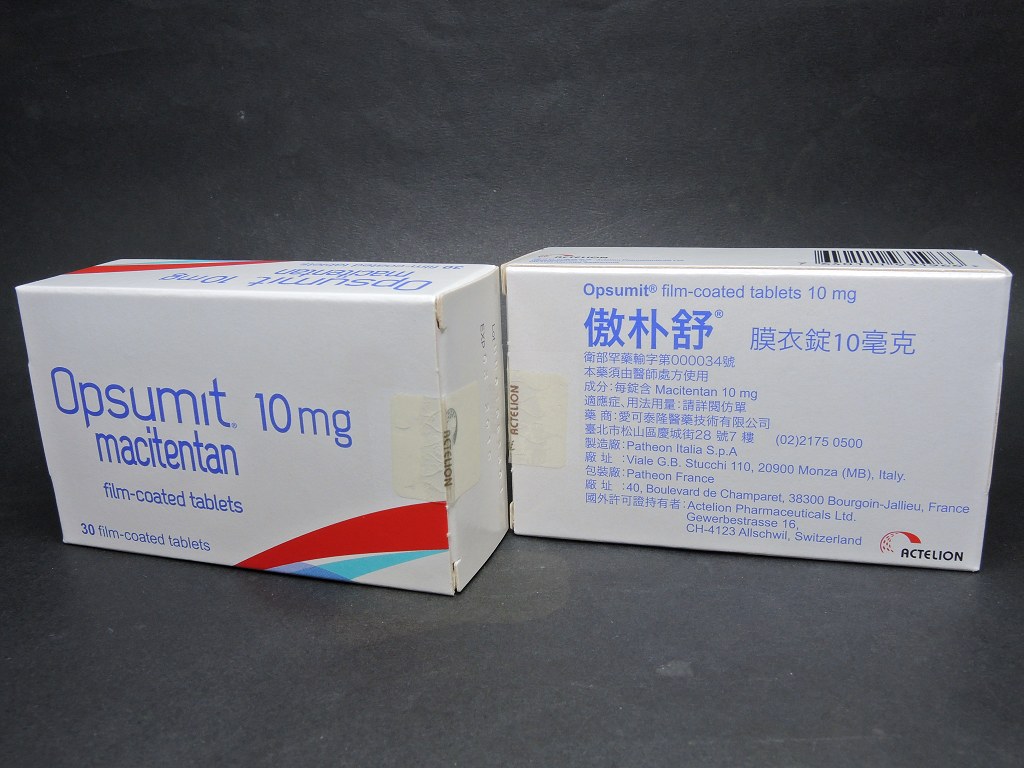 Opsumit 10 mg
macitentan
30 film-coated tablets
Opsumit® 10 mg
macitentan
film-coated tablets
30 film-coated tablets
EXP
ACTELION
ACTELION
ACTELION
Opsumit® film-coated tablets 10 mg
傲朴舒® 膜衣錠10毫克
衛部罕藥輸字第000034號
本藥須由醫師處方使用
成分:每錠含 Macitentan 10 mg
適應症、用法用量:請詳閱仿單
藥 商:愛可泰隆醫藥技術有限公司
臺北市松山區慶城街28 號7 樓 (02)2175 0500
製造廠:Patheon Italia S.p.A
廠 址 :Viale G.B. Stucchi 110, 20900 Monza (MB), Italy.
包裝廠:Patheon France
廠 址 :40, Boulevard de Champaret, 38300 Bourgoin-Jallieu, France
國外許可證持有者:Actelion Pharmaceuticals Ltd.
Gewerbestrasse 16,
CH-4123 Allschwil, Switzerland
ACTELION